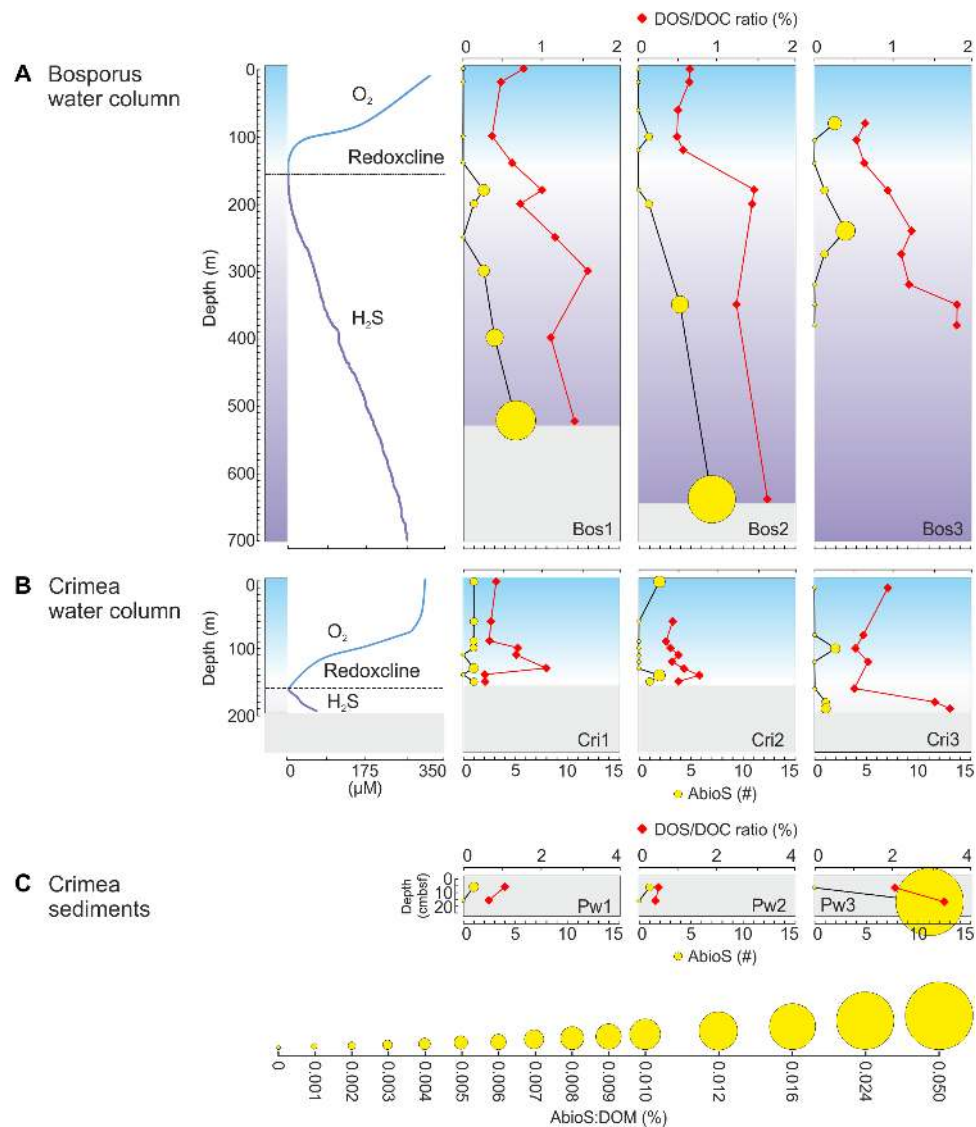 DOS/DOC ratio (%)
0 1 2 0 1 2 0 1 2
A Bosporus
water column
O2
Redoxcline
H2S
Depth (m)
0
100
200
300
400
500
600
700
Bos1 Bos2 Bos3
B Crimea
water column
O2
Redoxcline
H2S
Depth (m)
0
100
200
Cri1 Cri2 Cri3
0 175 350
(µM)
0 5 10 15 0 5 10 15 0 5 10 15
AbioS (#)
DOS/DOC ratio (%)
0 2 4 0 2 4 0 2 4
C Crimea
sediments
Depth
(cmbsf)
0
10
20
Pw1 Pw2 Pw3
0 5 10 15 0 5 10 15 0 5 10 15
AbioS (#)
0 0.001 0.002 0.003 0.004 0.005 0.006 0.007 0.008 0.009 0.010 0.012 0.016 0.024 0.050
AbioS:DOM (%)